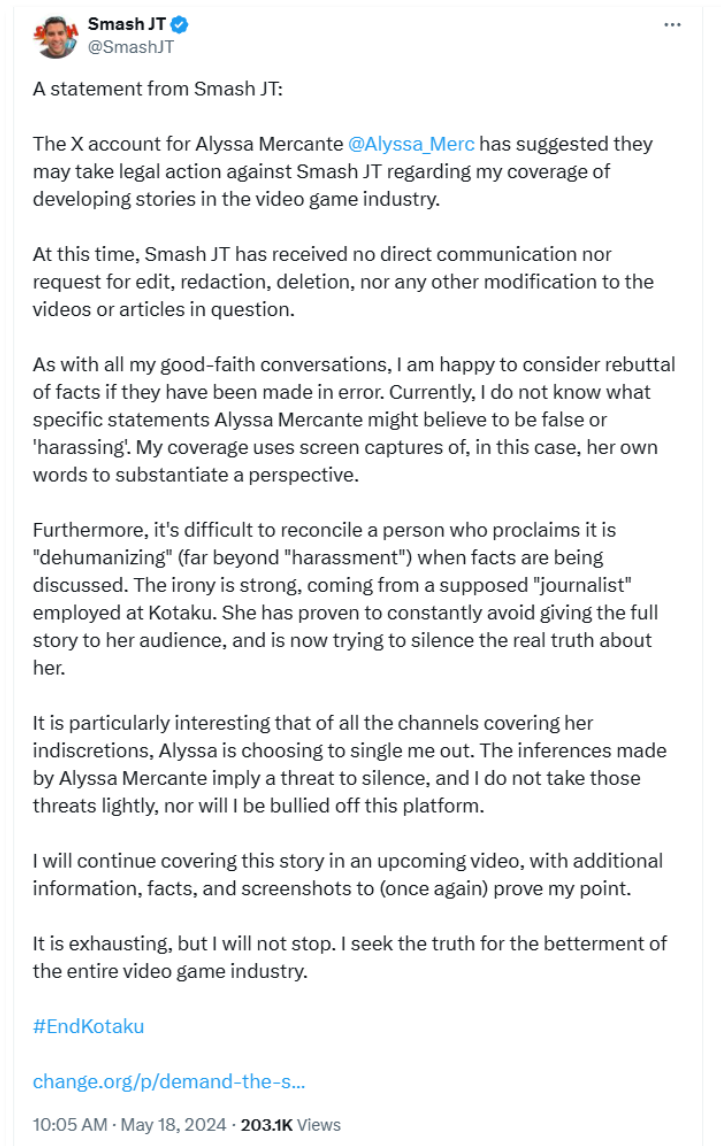 Smash JT
@SmashJT
A statement from Smash JT:
The X account for Alyssa Mercante @Alyssa_Merc has suggested they
may take legal action against Smash JT regarding my coverage of
developing stories in the video game industry.
At this time, Smash JT has received no direct communication nor
request for edit, redaction, deletion, nor any other modification to the
videos or articles in question.
As with all my good-faith conversations, I am happy to consider rebuttal
of facts if they have been made in error. Currently, I do not know what
specific statements Alyssa Mercante might believe to be false or
'harassing'. My coverage uses screen captures of, in this case, her own
words to substantiate a perspective.
Furthermore, it's difficult to reconcile a person who proclaims it is
"dehumanizing" (far beyond "harassment") when facts are being
discussed. The irony is strong, coming from a supposed "journalist"
employed at Kotaku. She has proven to constantly avoid giving the full
story to her audience, and is now trying to silence the real truth about
her.
It is particularly interesting that of all the channels covering her
indiscretions, Alyssa is choosing to single me out. The inferences made
by Alyssa Mercante imply a threat to silence, and I do not take those
threats lightly, nor will I be bullied off this platform.
I will continue covering this story in an upcoming video, with additional
information, facts, and screenshots to (once again) prove my point.
It is exhausting, but I will not stop. I seek the truth for the betterment of
the entire video game industry.
#EndKotaku
change.org/p/demand-the-s...
10:05 AM · May 18, 2024 · 203.1K Views